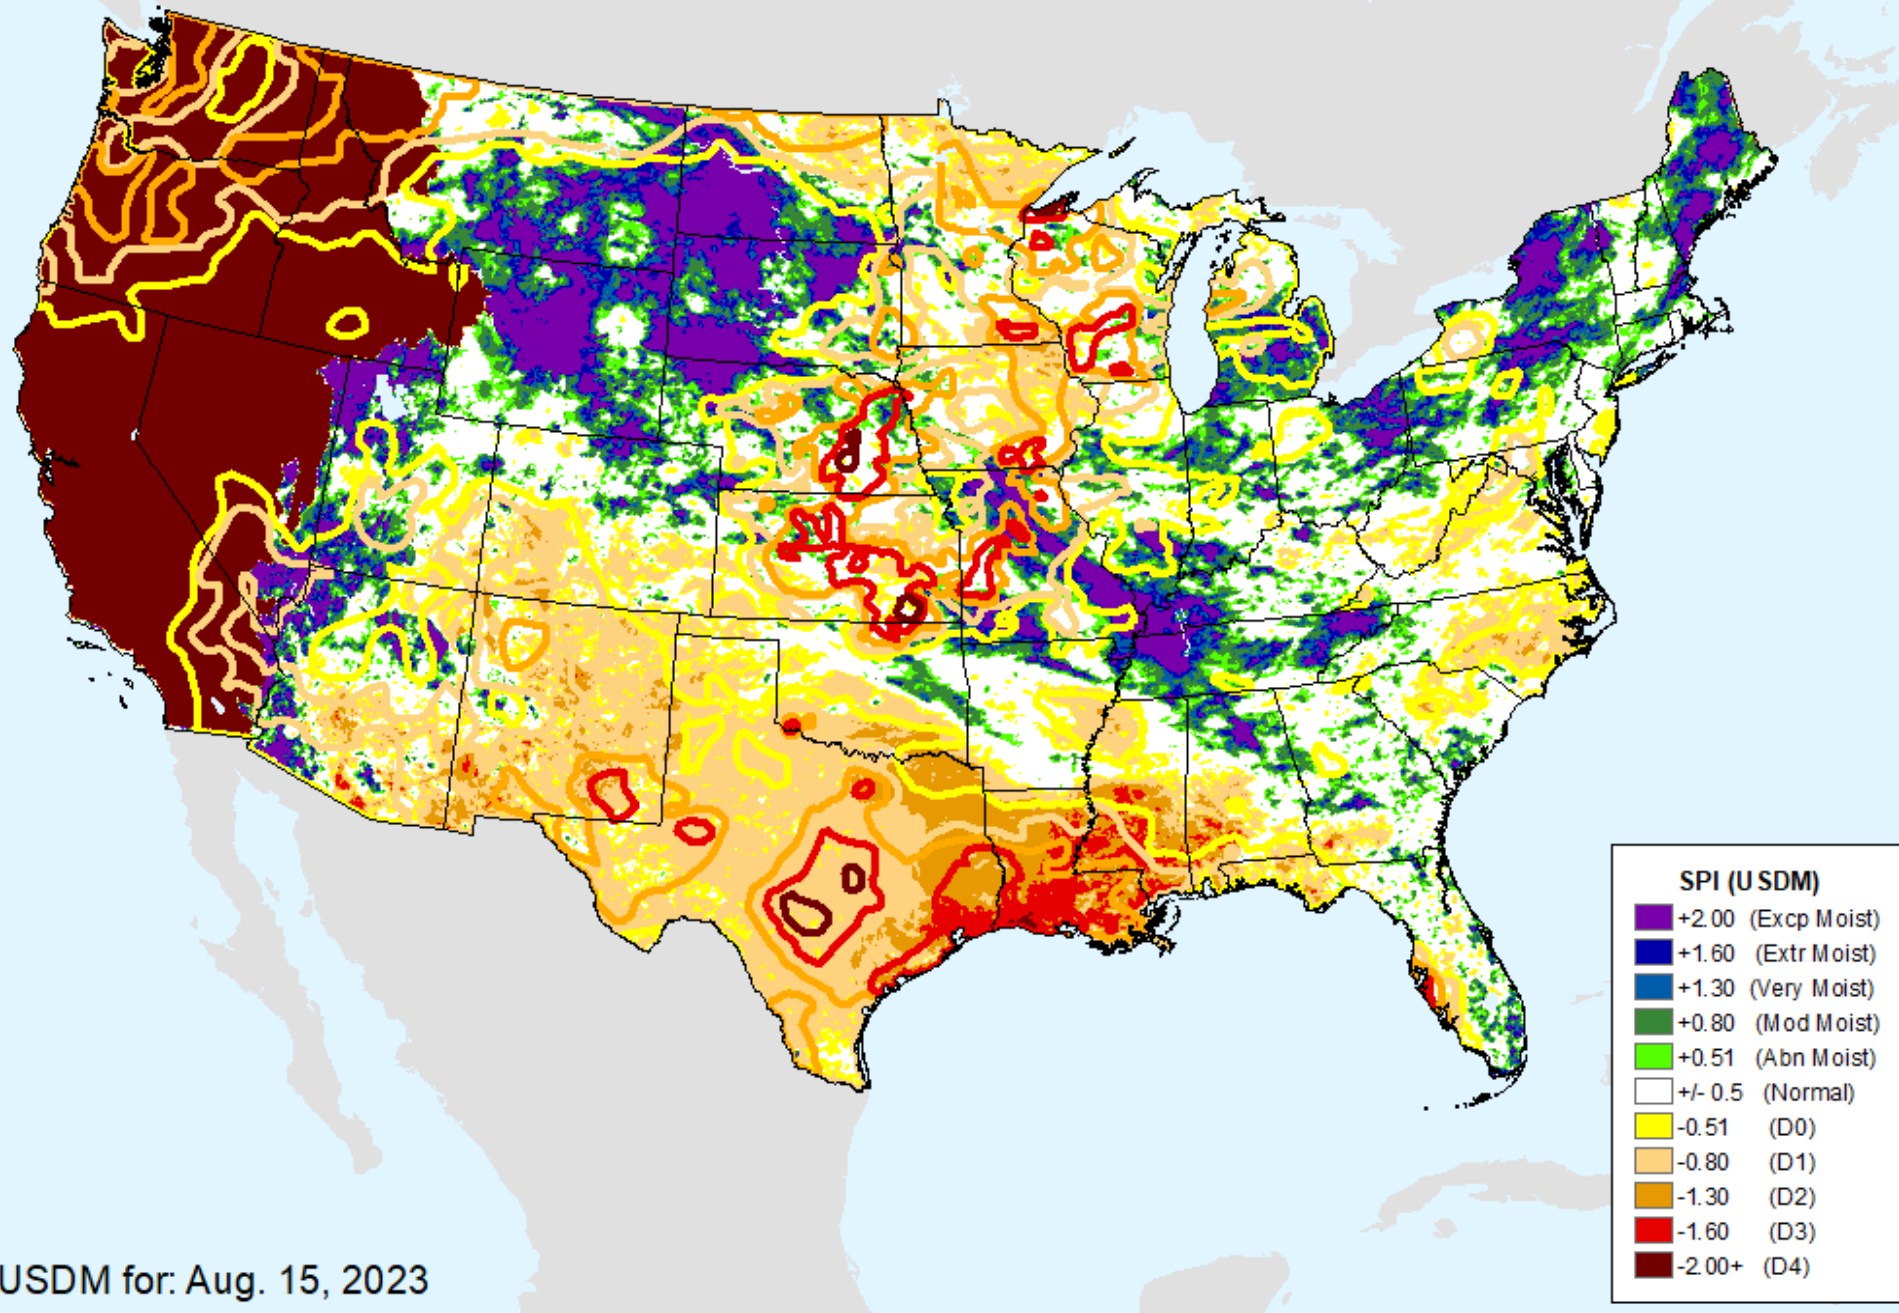 SPI (USDM)
+2.00 (Excp Moist)
+1.60 (Extr Moist)
+1.30 (Very Moist)
+0.80 (Mod Moist)
+0.51 (Abn Moist)
+/- 0.5 (Normal)
-0.51 (D0)
-0.80 (D1)
-1.30 (D2)
-1.60 (D3)
-2.00+ (D4)
USDM for: Aug. 15, 2023